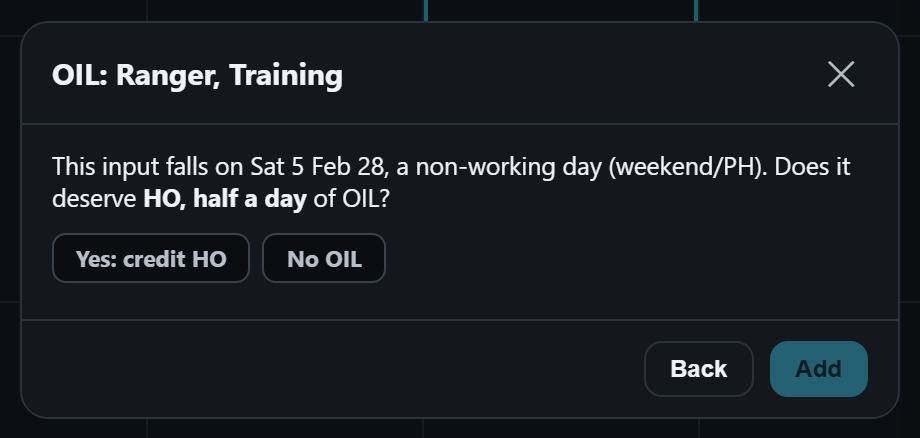 OIL: Ranger, Training
This input falls on Sat 5 Feb 28, a non-working day (weekend/PH). Does it
deserve HO, half a day of OIL?
Yes: credit HO
No OIL
Back
Add